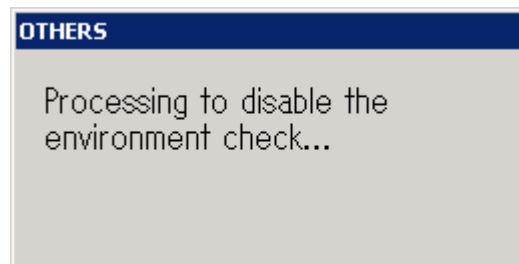 OTHERS
Processing to disable the
environment check...